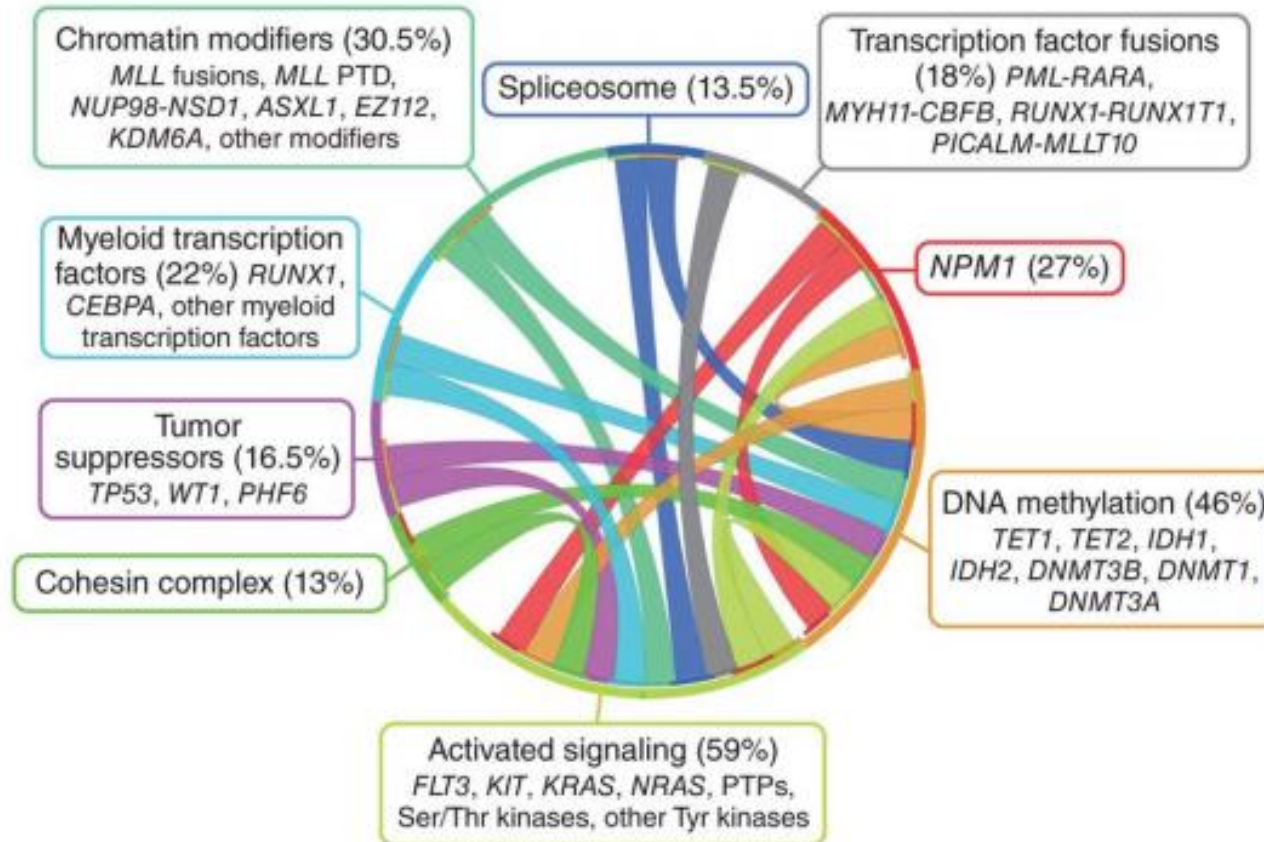 Chromatin modifiers (30.5%)
MLL fusions, MLL PTD,
NUP98-NSD1, ASXL1, EZ112,
KDM6A, other modifiers
Spliceosome (13.5%)
Transcription factor fusions
(18%) PML-RARA,
MYH11-CBFB, RUNX1-RUNX1T1,
PICALM-MLLT10
Myeloid transcription
factors (22%) RUNX1,
CEBPA, other myeloid
transcription factors
NPM1 (27%)
Tumor
suppressors (16.5%)
TP53, WT1, PHF6
DNA methylation (46%)
TET1, TET2, IDH1,
IDH2, DNMT3B, DNMT1,
DNMT3A
Cohesin complex (13%)
Activated signaling (59%)
FLT3, KIT, KRAS, NRAS, PTPs,
Ser/Thr kinases, other Tyr kinases